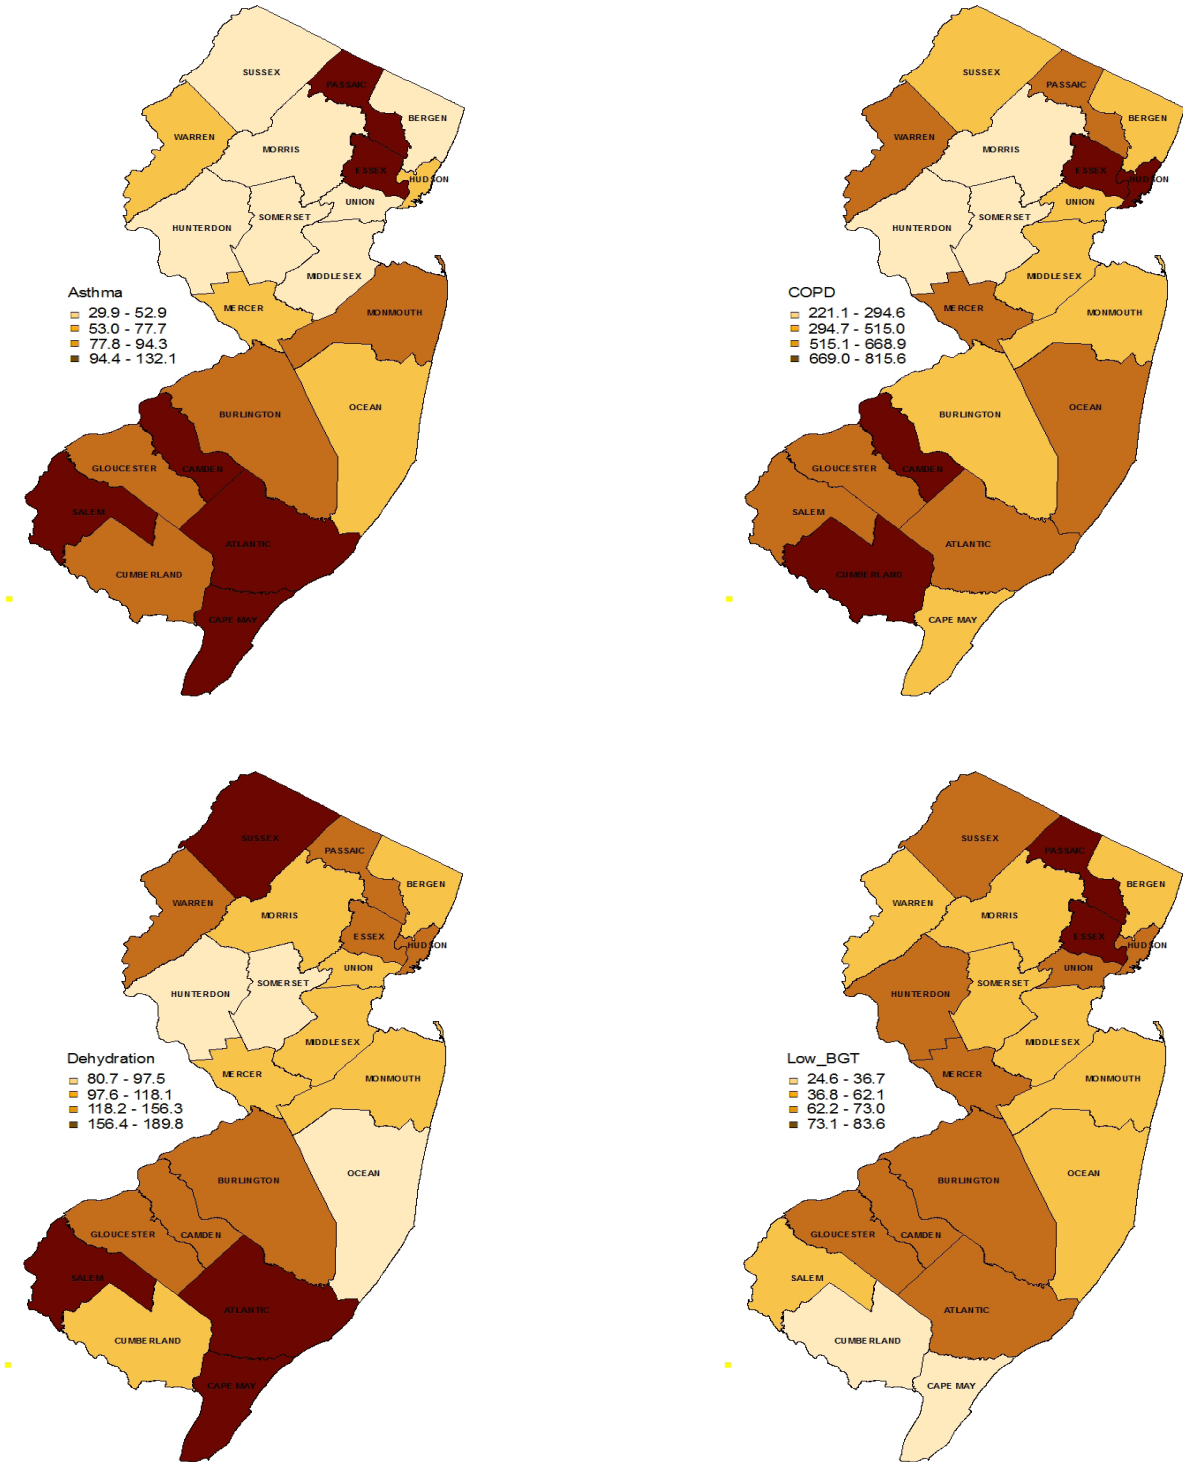 SUSSEX
PASSAIC
BERGEN
WARREN
MORRIS
ESSEX
HUDSON
UNION
SOMERSET
HUNTERDON
MIDDLESEX
MERCER
MONMOUTH
Asthma
29.9 - 52.9
53.0 - 77.7
77.8 - 94.3
94.4 - 132.1
OCEAN
BURLINGTON
GLOUCESTER
CAMDEN
SALEM
ATLANTIC
CUMBERLAND
CAPE MAY
SUSSEX
PASSAIC
BERGEN
WARREN
MORRIS
ESSEX
HUDSON
UNION
SOMERSET
HUNTERDON
MIDDLESEX
MERCER
MONMOUTH
COPD
221.1 - 294.6
294.7 - 515.0
515.1 - 668.9
669.0 - 815.6
OCEAN
BURLINGTON
GLOUCESTER
CAMDEN
SALEM
ATLANTIC
CUMBERLAND
CAPE MAY
SUSSEX
PASSAIC
BERGEN
WARREN
MORRIS
ESSEX
HUDSON
UNION
SOMERSET
HUNTERDON
MIDDLESEX
MERCER
MONMOUTH
Dehydration
80.7 - 97.5
97.6 - 118.1
118.2 - 156.3
156.4 - 189.8
OCEAN
BURLINGTON
GLOUCESTER
CAMDEN
SALEM
ATLANTIC
CUMBERLAND
CAPE MAY
SUSSEX
PASSAIC
BERGEN
WARREN
MORRIS
ESSEX
HUDSON
UNION
SOMERSET
HUNTERDON
MIDDLESEX
MERCER
MONMOUTH
Low_BGT
24.6 - 36.7
36.8 - 62.1
62.2 - 73.0
73.1 - 83.6
OCEAN
BURLINGTON
GLOUCESTER
CAMDEN
SALEM
ATLANTIC
CUMBERLAND
CAPE MAY